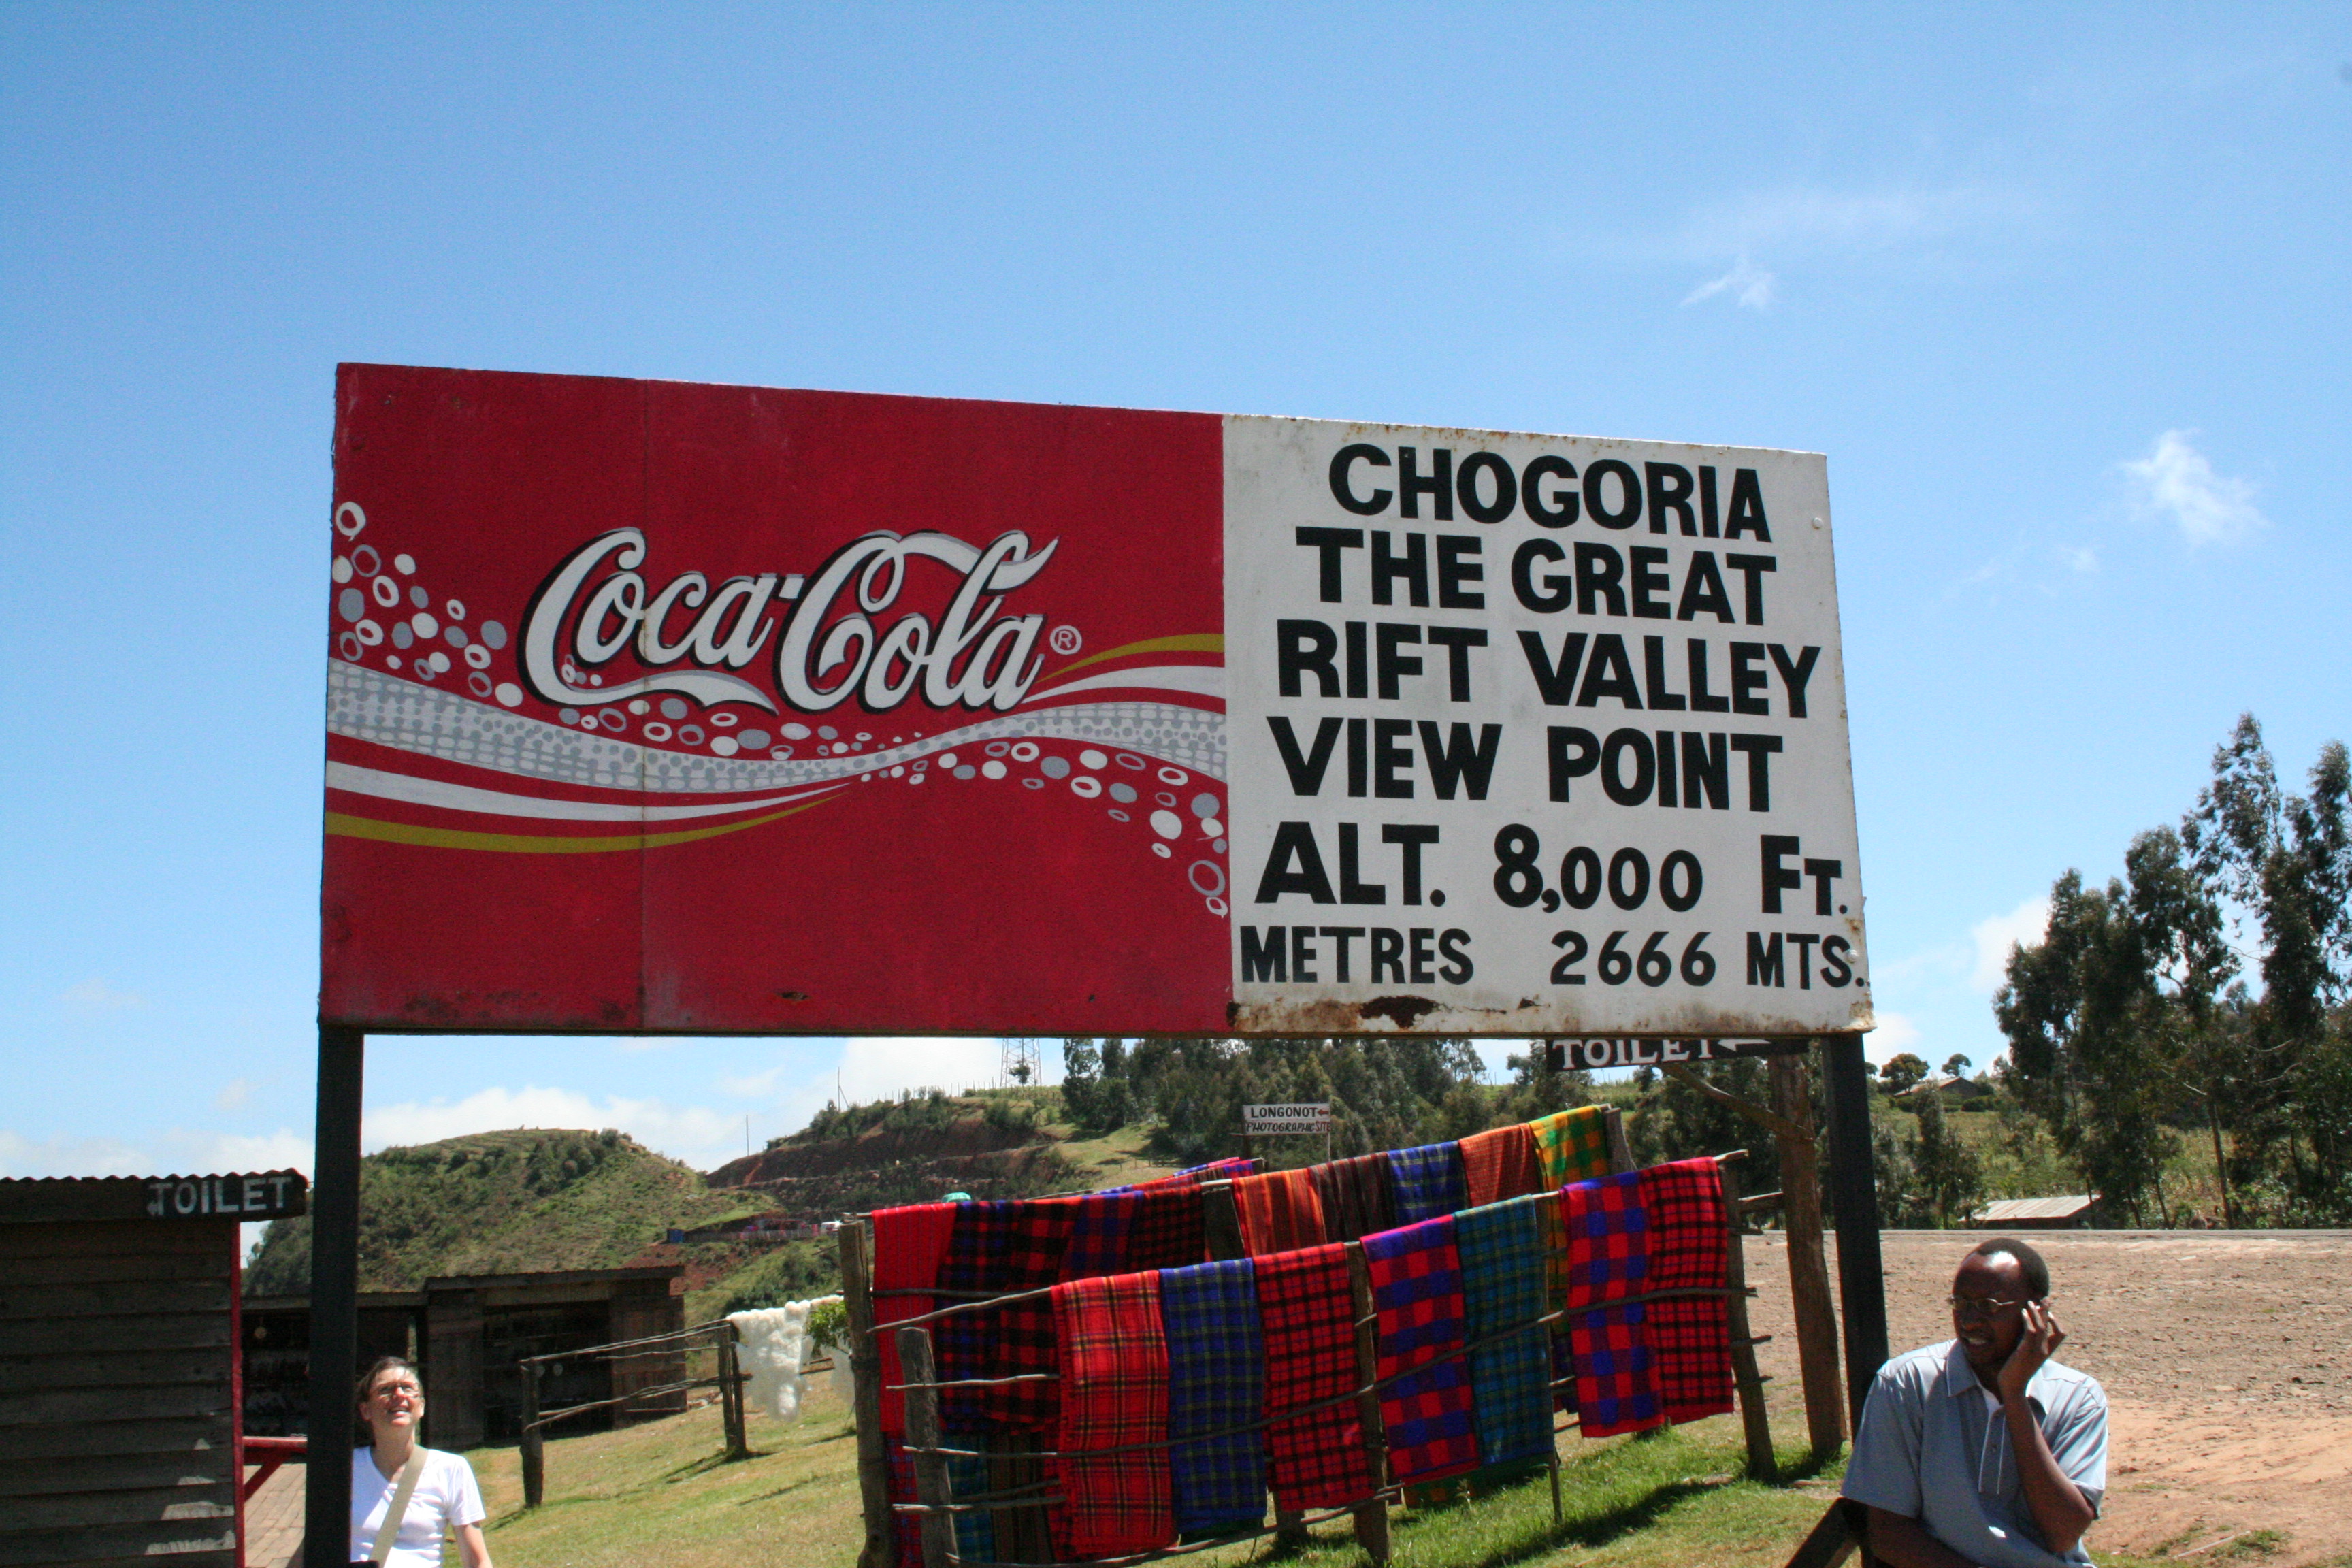 Coca-Cola®
CHOGORIA
THE GREAT
RIFT VALLEY
VIEW POINT
ALT. 8,000 FT.
METRES 2666 MTS.
TOILET
LONGONOT
PHOTOGRAPHIC SITE
TOILET